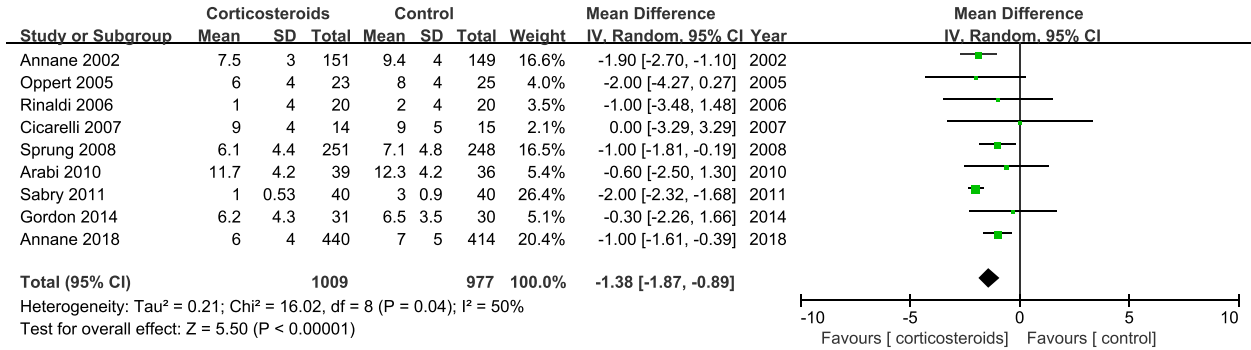 Corticosteroids Control Mean Difference Mean Difference
Study or Subgroup Mean SD Total Mean SD Total Weight IV, Random, 95% CI Year IV, Random, 95% CI
Annane 2002 7.5 3 151 9.4 4 149 16.6% -1.90 [-2.70, -1.10] 2002
Oppert 2005 6 4 23 8 4 25 4.0% -2.00 [-4.27, 0.27] 2005
Rinaldi 2006 1 4 20 2 4 20 3.5% -1.00 [-3.48, 1.48] 2006
Cicarelli 2007 9 4 14 9 5 15 2.1% 0.00 [-3.29, 3.29] 2007
Sprung 2008 6.1 4.4 251 7.1 4.8 248 16.5% -1.00 [-1.81, -0.19] 2008
Arabi 2010 11.7 4.2 39 12.3 4.2 36 5.4% -0.60 [-2.50, 1.30] 2010
Sabry 2011 1 0.53 40 3 0.9 40 26.4% -2.00 [-2.32, -1.68] 2011
Gordon 2014 6.2 4.3 31 6.5 3.5 30 5.1% -0.30 [-2.26, 1.66] 2014
Annane 2018 6 4 440 7 5 414 20.4% -1.00 [-1.61, -0.39] 2018
Total (95% CI) 1009 977 100.0% -1.38 [-1.87, -0.89]
Heterogeneity: Tau² = 0.21; Chi² = 16.02, df = 8 (P = 0.04); I² = 50%
Test for overall effect: Z = 5.50 (P < 0.00001)
-10 -5 0 5 10
Favours [ corticosteroids] Favours [ control]